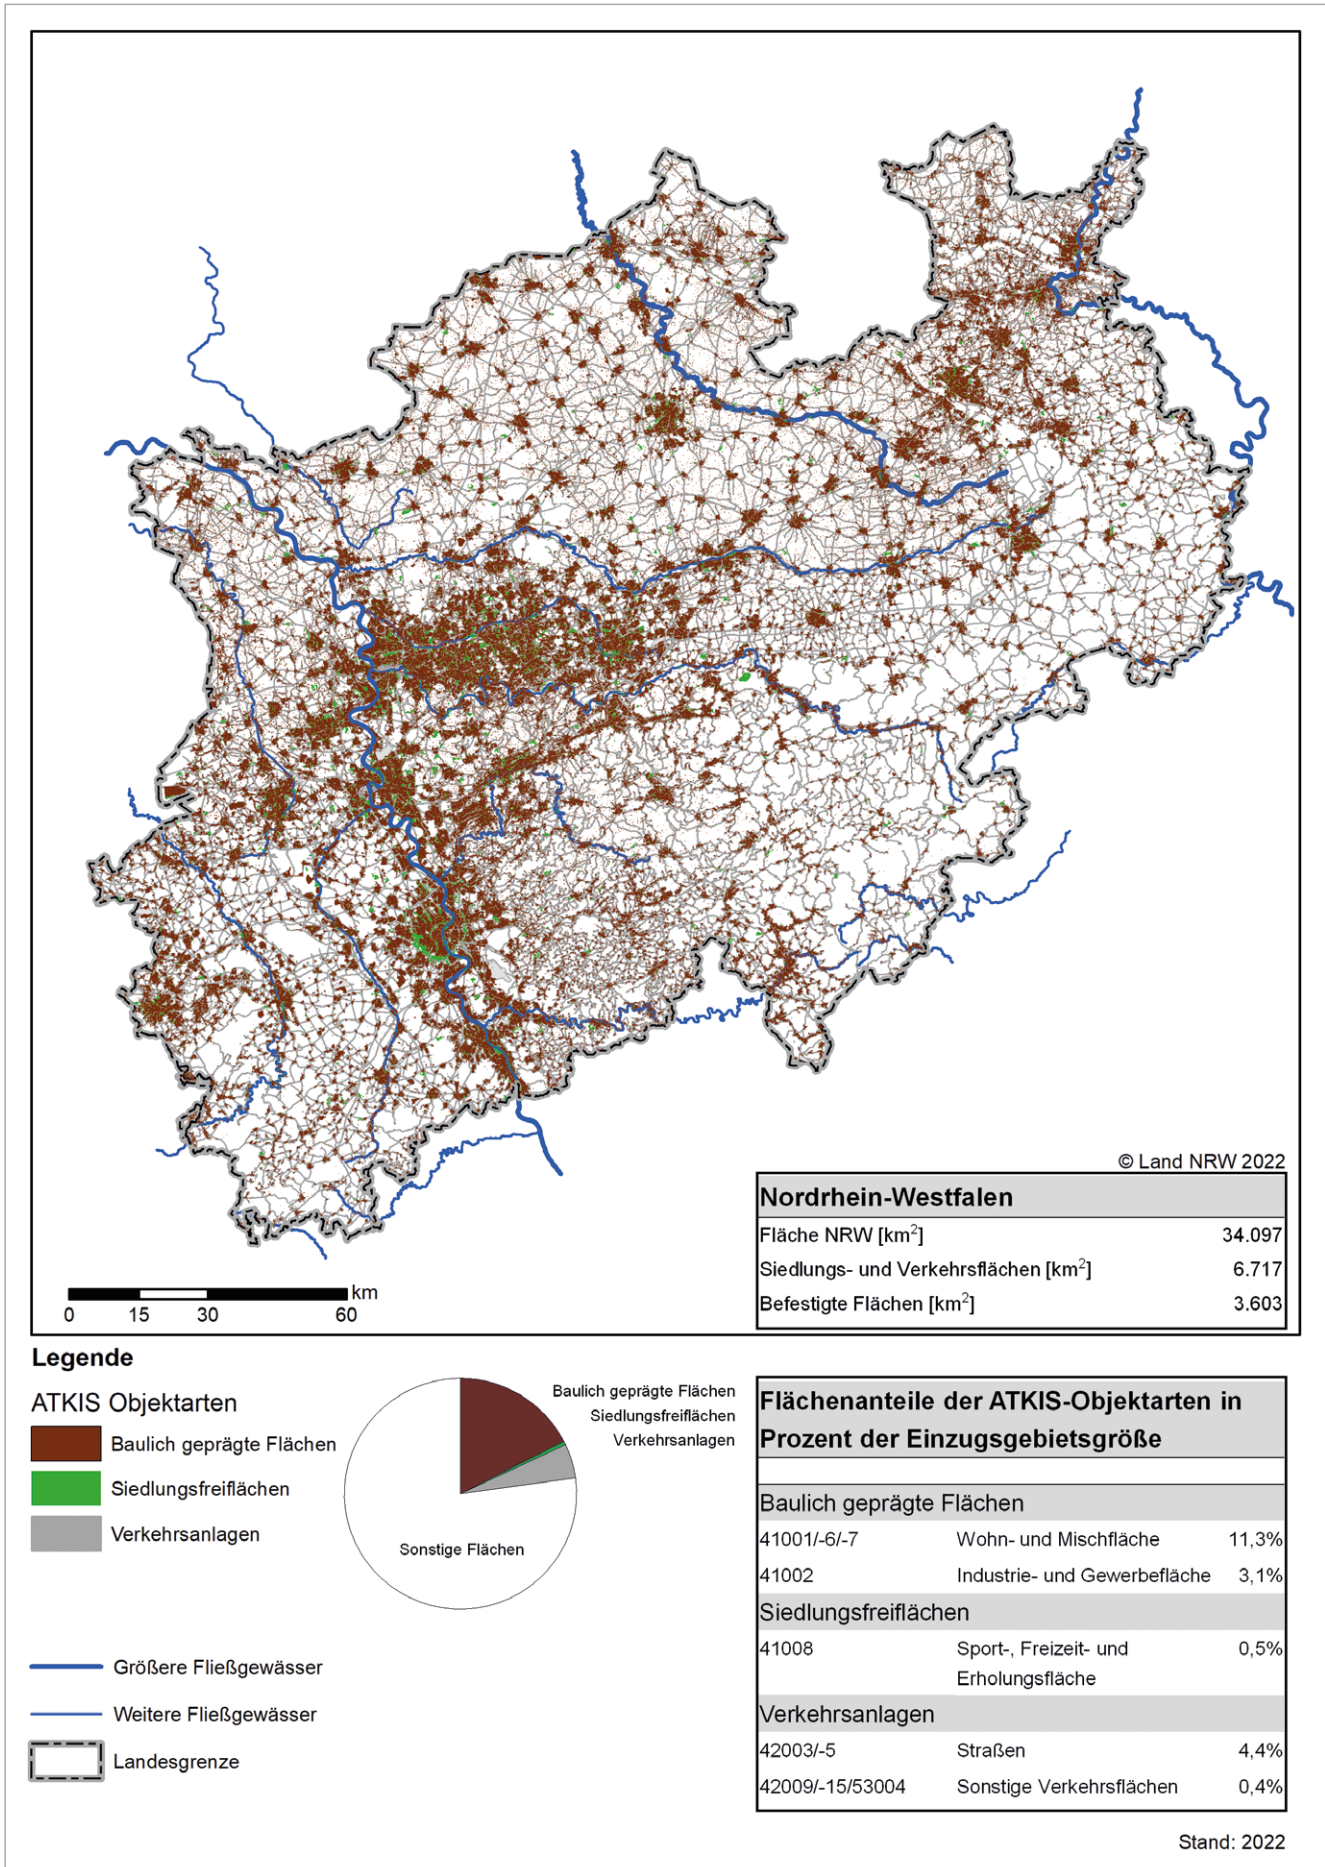 © Land NRW 2022
Nordrhein-Westfalen
Fläche NRW [km²] 34.097
Siedlungs- und Verkehrsflächen [km²] 6.717
Befestigte Flächen [km²] 3.603
km
0 15 30 60
Legende
ATKIS Objektarten
Baulich geprägte Flächen
Siedlungsfreiflächen
Verkehrsanlagen
Baulich geprägte Flächen
Siedlungsfreiflächen
Verkehrsanlagen
Sonstige Flächen
Größere Fließgewässer
Weitere Fließgewässer
Landesgrenze
Flächenanteile der ATKIS-Objektarten in
Prozent der Einzugsgebietsgröße
Baulich geprägte Flächen
41001/-6/-7 Wohn- und Mischfläche 11,3%
41002 Industrie- und Gewerbefläche 3,1%
Siedlungsfreiflächen
41008 Sport-, Freizeit- und 0,5%
Erholungsfläche
Verkehrsanlagen
42003/-5 Straßen 4,4%
42009/-15/53004 Sonstige Verkehrsflächen 0,4%
Stand: 2022